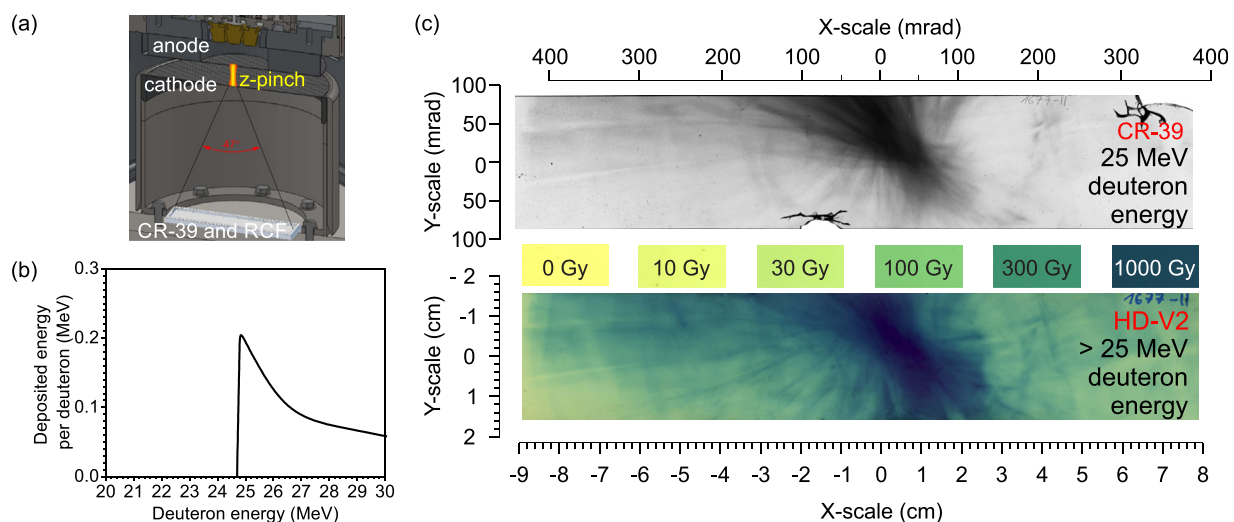 (a)
anode
cathode
z-pinch
CR-39 and RCF
(b)
Deposited energy
per deuteron (MeV)
0.3
0.2
0.1
0.0
20 21 22 23 24 25 26 27 28 29 30
Deuteron energy (MeV)
(c)
X-scale (mrad)
400 300 200 100 0 100 200 300 400
Y-scale (mrad)
100
50
0
50
100
1677-II
CR-39
25 MeV
deuteron
energy
0 Gy 10 Gy 30 Gy 100 Gy 300 Gy 1000 Gy
Y-scale (cm)
- 2
-1
0
1
2
1677-II
HD-V2
> 25 MeV
deuteron
energy
-9 -8 -7 -6 -5 -4 -3 -2 -1 0 1 2 3 4 5 6 7 8
X-scale (cm)